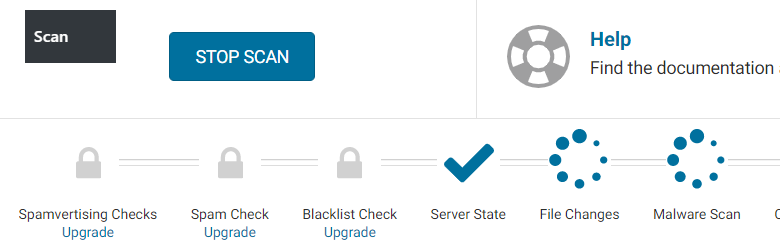 Scan
STOP SCAN
Help
Find the documentation
Spamvertising Checks
Upgrade
Spam Check
Upgrade
Blacklist Check
Upgrade
Server State
File Changes
Malware Scan